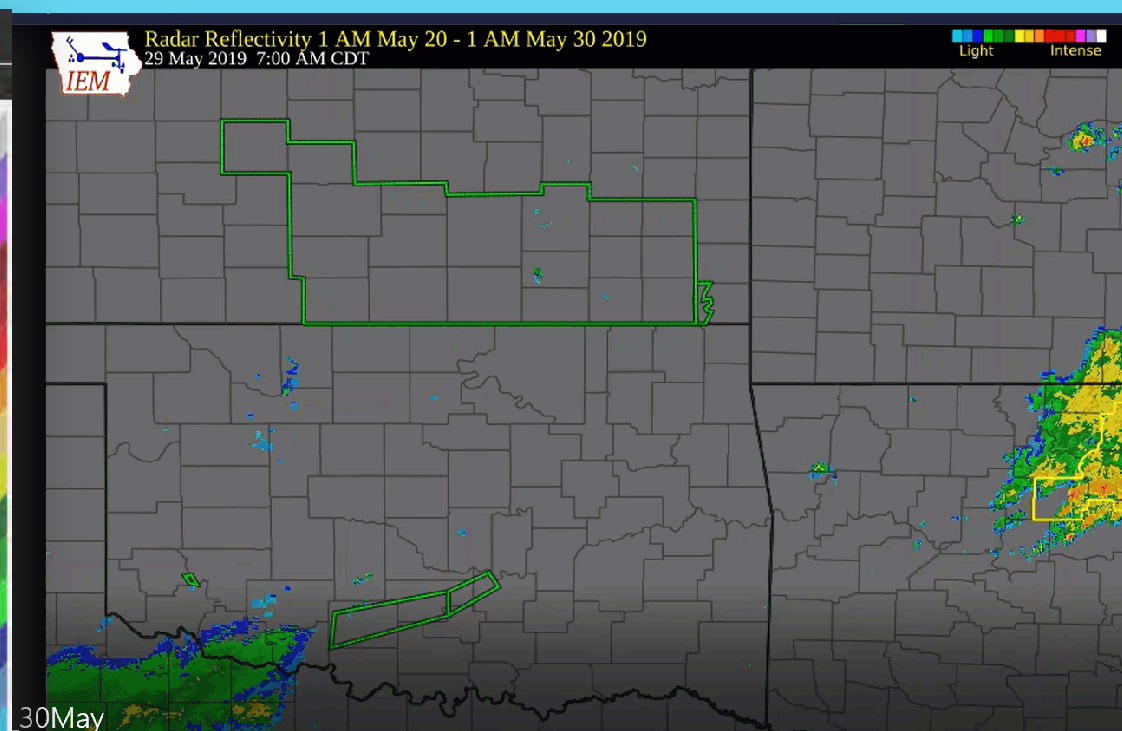 Radar Reflectivity 1 AM May 20 - 1 AM May 30 2019
29 May 2019 7:00 AM CDT
IEM
Light
Intense
30May